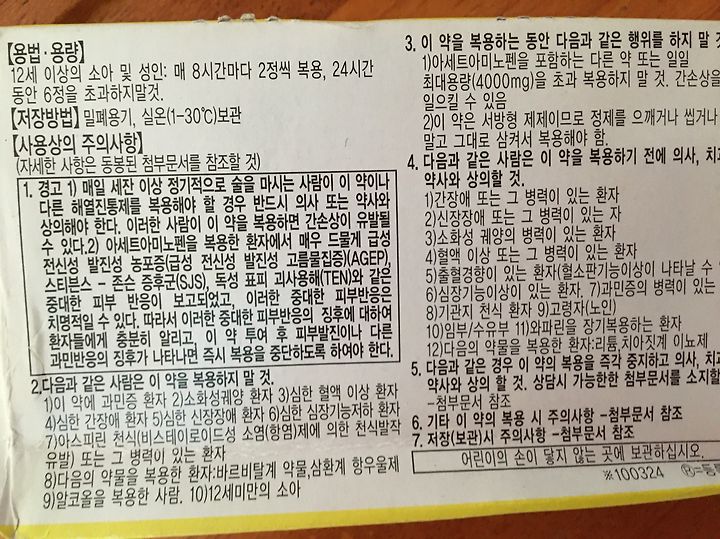 【용법·용량】
12세 이상의 소아 및 성인: 매 8시간마다 2정씩 복용, 24시간
동안 6정을 초과하지말것.
【저장방법】 밀폐용기, 실온(1-30℃)보관
【사용상의 주의사항】
(자세한 사항은 동봉된 첨부문서를 참조할 것)
1. 경고 1) 매일 세잔 이상 정기적으로 술을 마시는 사람이 이 약이나
다른 해열진통제를 복용해야 할 경우 반드시 의사 또는 약사와
상의해야 한다. 이러한 사람이 이 약을 복용하면 간손상이 유발될
수 있다.2) 아세트아미노펜을 복용한 환자에서 매우 드물게 급성
전신성 발진성 농포증(급성 전신성 발진성 고름물집증)(AGEP),
스티븐스 - 존슨 증후군(SJS), 독성 표피 괴사용해(TEN)와 같은
중대한 피부 반응이 보고되었고, 이러한 중대한 피부반응은
치명적일 수 있다. 따라서 이러한 중대한 피부반응의 징후에 대하여
환자들에게 충분히 알리고, 이 약 투여 후 피부발진이나 다른
과민반응의 징후가 나타나면 즉시 복용을 중단하도록 하여야 한다.
2.다음과 같은 사람은 이 약을 복용하지 말 것.
1)이 약에 과민증 환자 2)소화성궤양 환자 3)심한 혈액 이상 환자
4)심한 간장애 환자 5)심한 신장장애 환자 6)심한 심장기능저하 환자
7)아스피린 천식(비스테이로이드성 소염(항염)제에 의한 천식발작
유발) 또는 그 병력이 있는 환자
8)다음의 약물을 복용한 환자:바르비탈계 약물,삼환계 항우울제
9)알코올을 복용한 사람. 10)12세미만의 소아
3. 이 약을 복용하는 동안 다음과 같은 행위를 하지 말 것
1)아세트아미노펜을 포함하는 다른 약 또는 일일
최대용량(4000mg)을 초과 복용하지 말 것. 간손상을
일으킬 수 있음
2)이 약은 서방형 제제이므로 정제를 으깨거나 씹거나
말고 그대로 삼켜서 복용해야 함.
4. 다음과 같은 사람은 이 약을 복용하기 전에 의사, 치과
약사와 상의할 것.
1)간장애 또는 그 병력이 있는 환자
2)신장장애 또는 그 병력이 있는 자
3)소화성 궤양의 병력이 있는 환자
4)혈액 이상 또는 그 병력이 있는 환자
5)출혈경향이 있는 환자(혈소판기능이상이 나타날 수
6)심장기능이상이 있는 환자. 7)과민증의 병력이 있는
8)기관지 천식 환자 9)고령자(노인)
10)임부/수유부 11)와파린을 장기복용하는 환자
12)다음의 약물을 복용한 환자:리튬,치아짓계 이뇨제
5. 다음과 같은 경우 이 약의 복용을 즉각 중지하고 의사, 치과
약사와 상의 할 것. 상담시 가능한한 첨부문서를 소지할
-첨부문서 참조
6. 기타 이 약의 복용 시 주의사항 -첨부문서 참조
7. 저장(보관)시 주의사항 -첨부문서 참조
어린이의 손이 닿지 않는 곳에 보관하십시오.
※100324 ®=등록